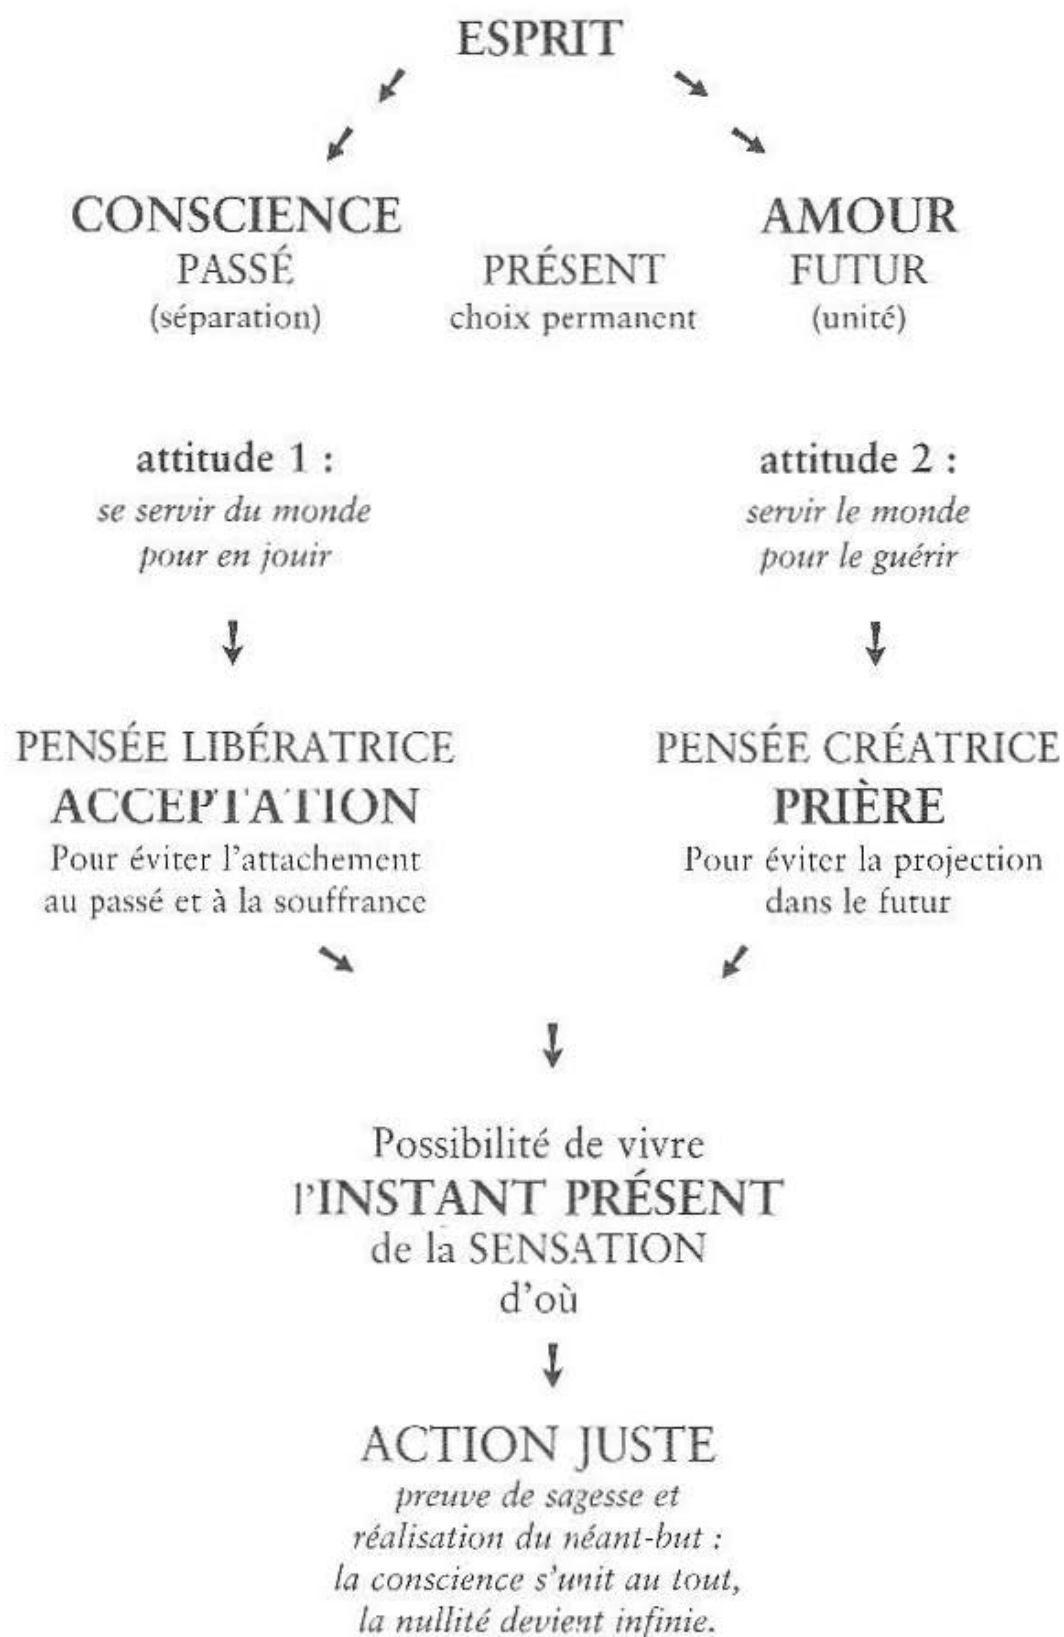 ESPRIT
CONSCIENCE
PASSÉ
(séparation)
PRÉSENT
choix permanent
AMOUR
FUTUR
(unité)
attitude 1 :
se servir du monde
pour en jouir
attitude 2 :
servir le monde
pour le guérir
PENSÉE LIBÉRATRICE
ACCEPTATION
Pour éviter l'attachement
au passé et à la souffrance
PENSÉE CRÉATRICE
PRIÈRE
Pour éviter la projection
dans le futur
Possibilité de vivre
l'INSTANT PRÉSENT
de la SENSATION
d'où
ACTION JUSTE
preuve de sagesse et
réalisation du néant-but :
la conscience s'unit au tout,
la nullité devient infinie.